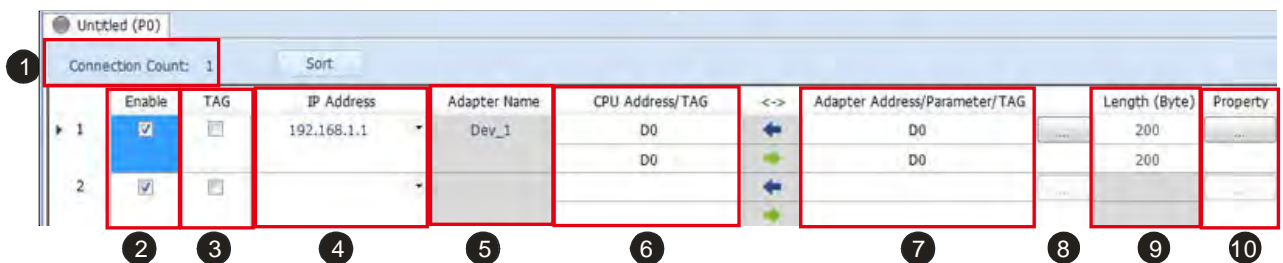 Untitled (P0)
1 Connection Count: 1 Sort
Enable TAG IP Address Adapter Name CPU Address/TAG <-> Adapter Address/Parameter/TAG Length (Byte) Property
1 192.168.1.1 Dev_1 D0 D0 ... 200 ...
D0 D0 200
2 ... ...
2 3 4 5 6 7 8 9 10